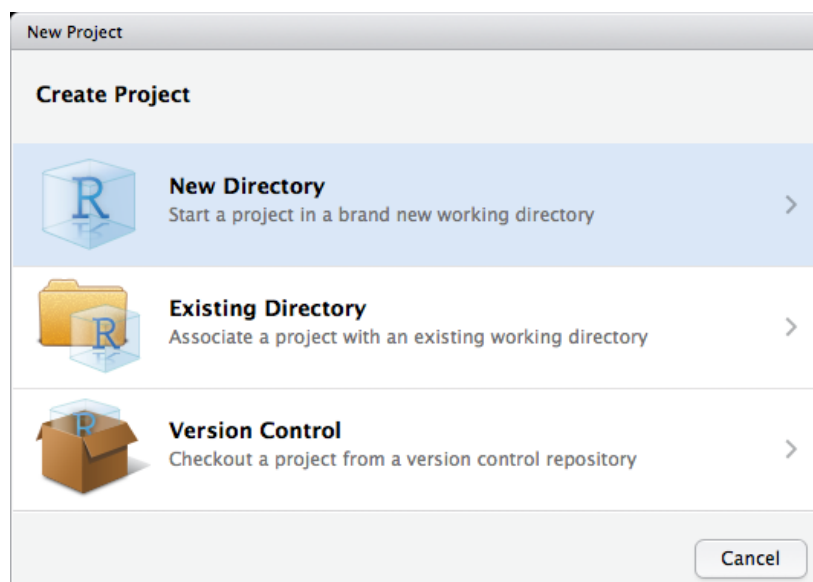 New Project
Create Project
R
New Directory
Start a project in a brand new working directory
R
Existing Directory
Associate a project with an existing working directory
R
Version Control
Checkout a project from a version control repository
Cancel